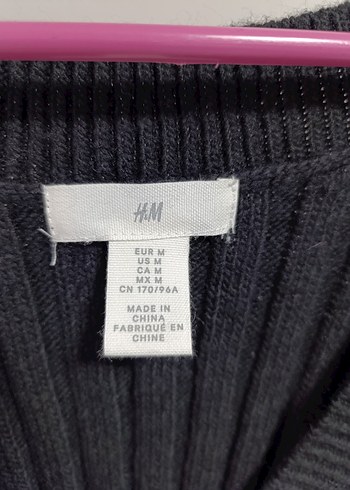 H&M
EUR M
US M
CA M
MX M
CN 170/96A
MADE IN
CHINA
FABRIQUÉ EN
CHINE